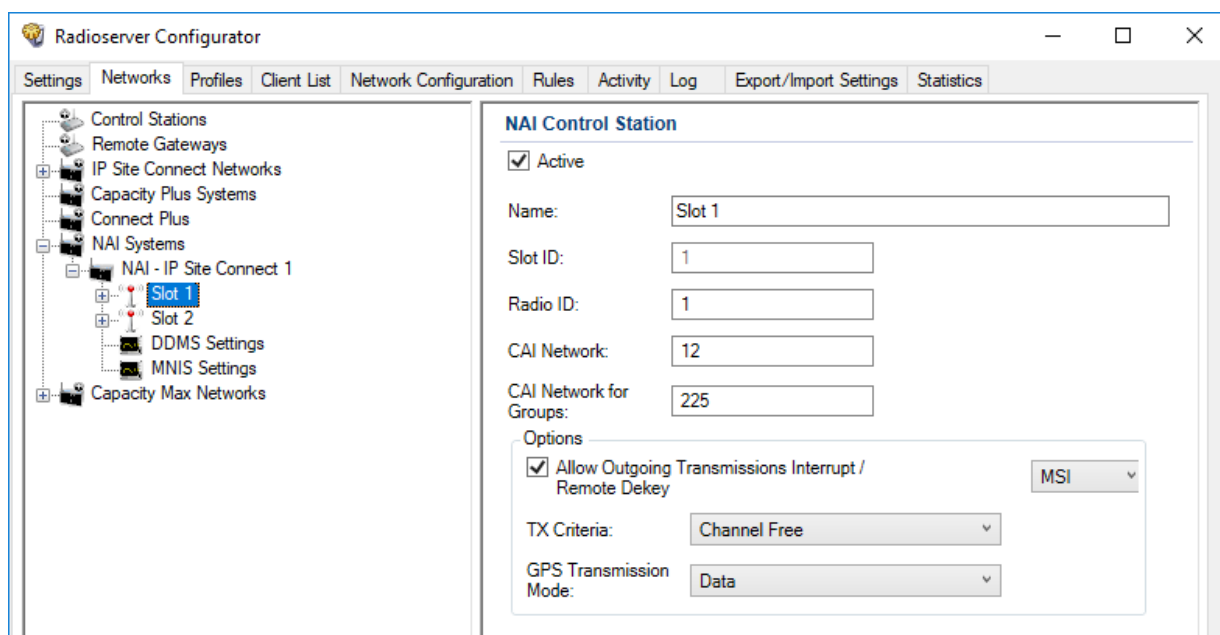 Radioserver Configurator
Settings Networks Profiles Client List Network Configuration Rules Activity Log Export/Import Settings Statistics
Control Stations
Remote Gateways
IP Site Connect Networks
Capacity Plus Systems
Connect Plus
NAI Systems
NAI - IP Site Connect 1
Slot 1
Slot 2
DDMS Settings
MNIS Settings
Capacity Max Networks
NAI Control Station
Active
Name: Slot 1
Slot ID: 1
Radio ID: 1
CAI Network: 12
CAI Network for
Groups: 225
Options
Allow Outgoing Transmissions Interrupt /
Remote Dekey MSI
TX Criteria: Channel Free
GPS Transmission
Mode: Data